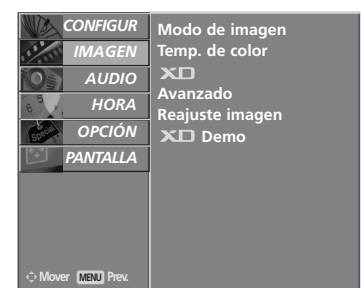 CONFIGUR
IMAGEN
AUDIO
HORA
OPCIÓN
PANTALLA
Mover MENU Prev.
Modo de imagen
Temp. de color
XD
Avanzado
Reajuste imagen
XD Demo